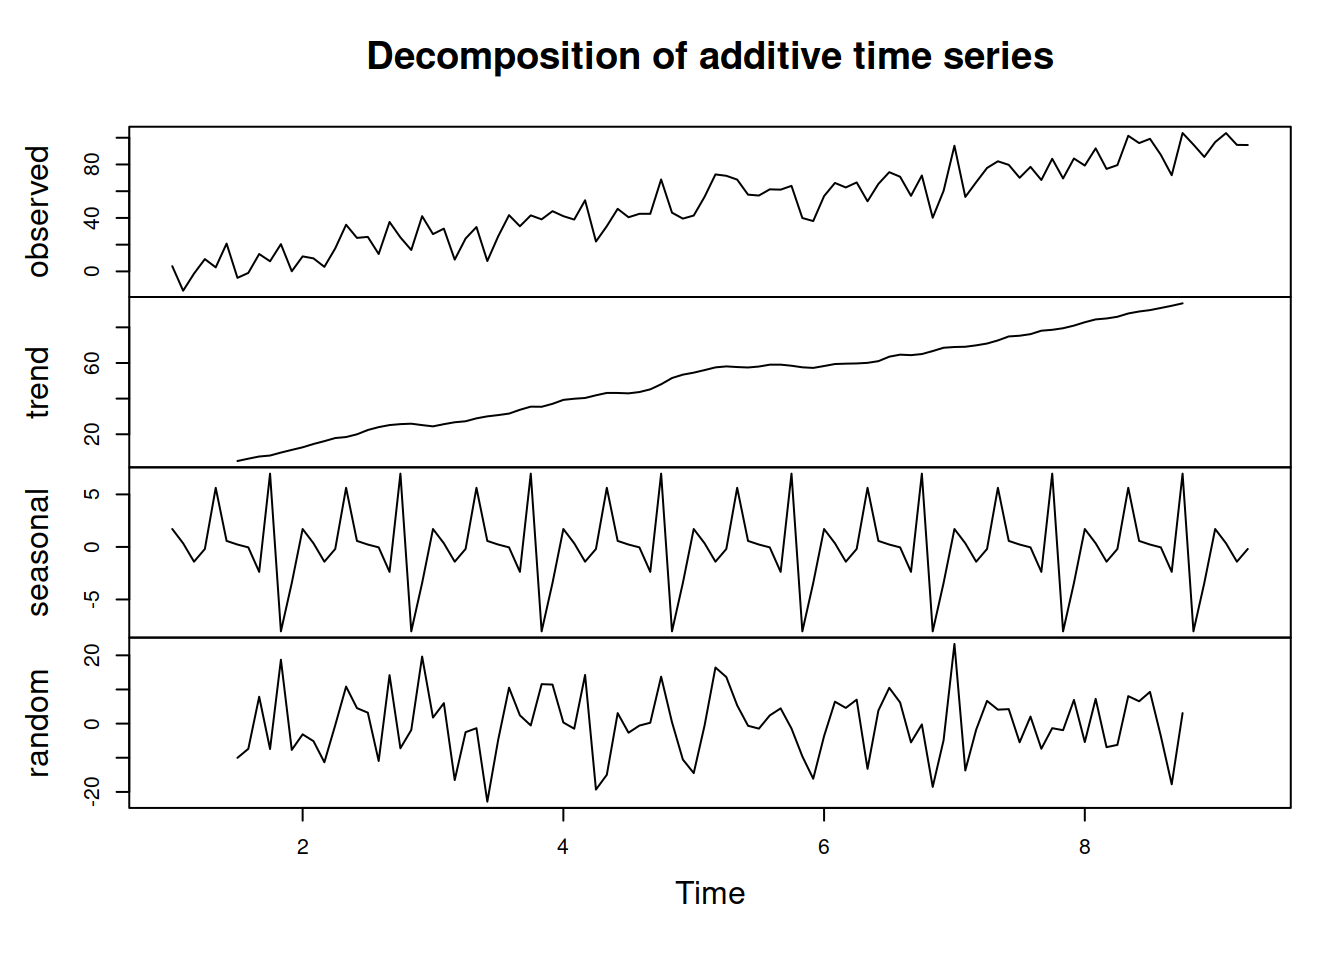 Decomposition of additive time series
observed
0 40 80
trend
20 60
seasonal
-5 0 5
random
-20 0 20
2 4 6 8
Time